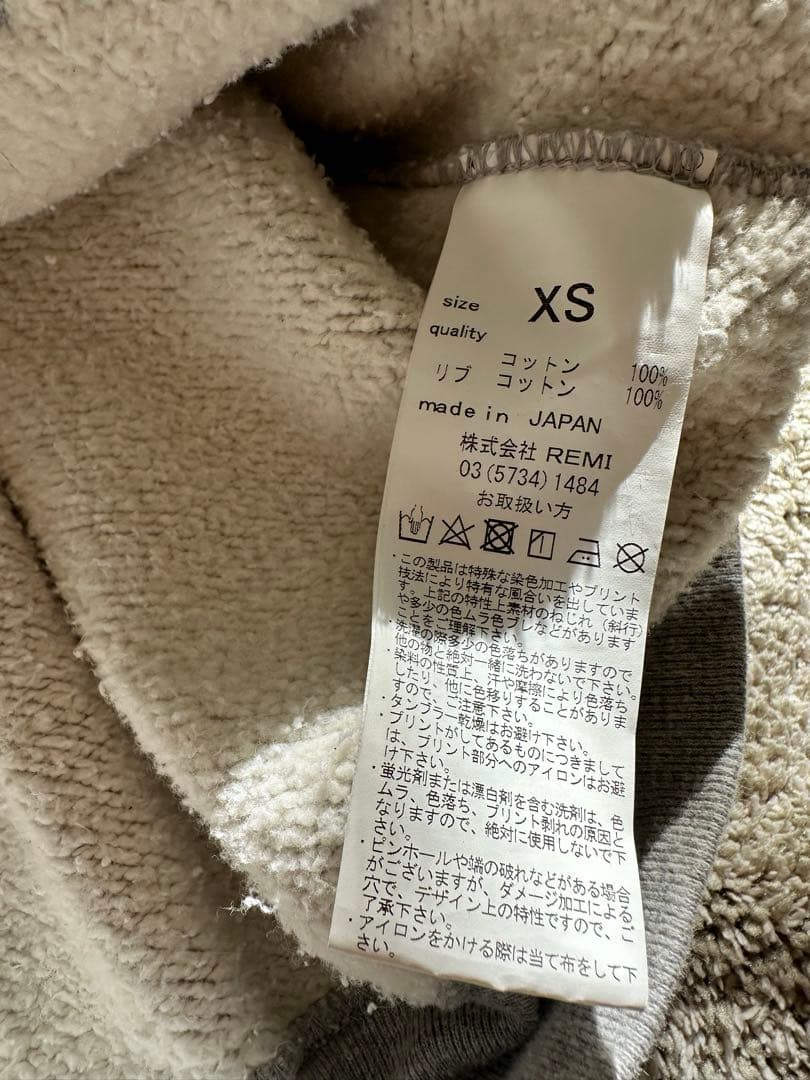 size XS
quality
コットン 100%
リブ コットン 100%
made in JAPAN
株式会社 REMI
03(5734)1484
お取扱い方
・この製品は特殊な染色加工やプリント
技法により特有な風合いを出していま
す。上記の特性上素材のねじれ（斜行）
や多少の色ムラ色ブレなどがあります
ことをご理解下さい。
・洗濯の際多少の色落ちがありますので
他の物と絶対一緒に洗わないで下さい。
・染料の性質上、汗や摩擦により色落ち
したり、他に色移りすることがありま
すので、ご注意下さい。
・タンブラー乾燥はお避け下さい。
・プリントがしてあるものにつきまして
は、プリント部分へのアイロンはお避
け下さい。
・蛍光剤または漂白剤を含む洗剤は、色
ムラ、色落ち、プリント剥れの原因と
なりますので、絶対に使用しないで下
さい。
・ピンホールや端の破れなどがある場合
がございますが、ダメージ加工による
穴で、デザイン上の特性ですので、ご
了承下さい。
・アイロンをかける際は当て布をして下
さい。